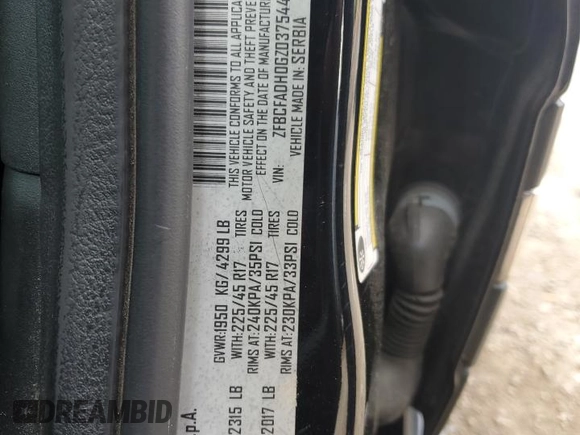 THIS VEHICLE CONFORMS TO ALL APPLICA
MOTOR VEHICLE SAFETY AND THEFT PREVE
EFFECT ON THE DATE OF MANUFACTUR
VIN: ZFBCFADH0GZ037544
VEHICLE MADE IN: SERBIA
GVWR:1950 KG/4299 LB
2315 LB WITH:225/45 R17 TIRES
RIMS AT:240KPA/35PSI COLD
2017 LB WITH:225/45 R17 TIRES
RIMS AT:230KPA/33PSI COLD
p.A.
DREAMBID